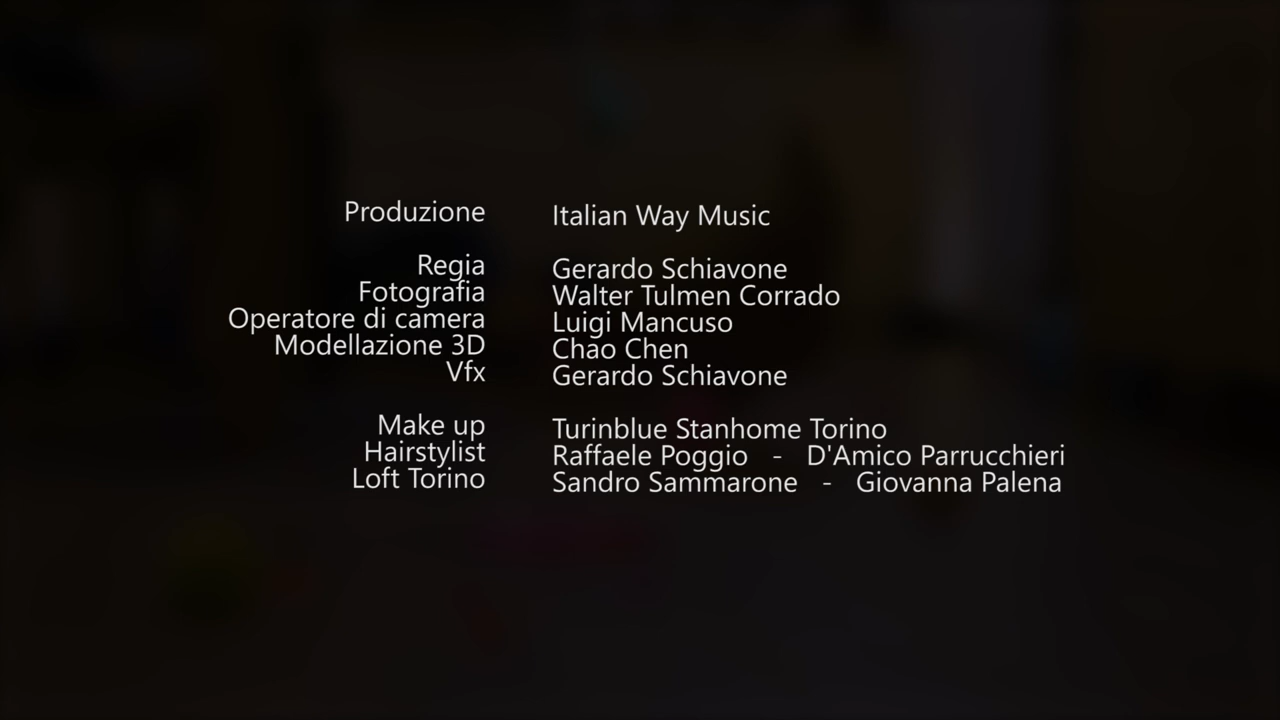 Produzione Italian Way Music
Regia Gerardo Schiavone
Fotografia Walter Tulmen Corrado
Operatore di camera Luigi Mancuso
Modellazione 3D Chao Chen
Vfx Gerardo Schiavone
Make up Turinblue Stanhome Torino
Hairstylist Raffaele Poggio - D'Amico Parrucchieri
Loft Torino Sandro Sammarone - Giovanna Palena